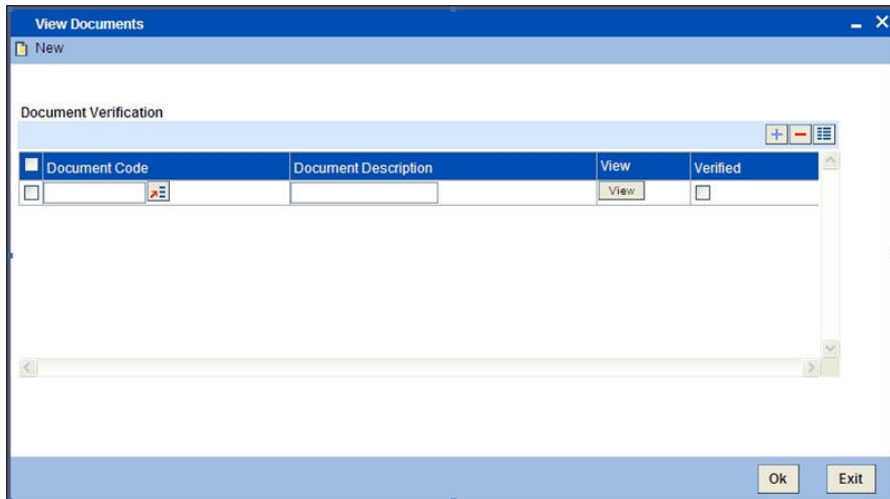 View Documents
New
Document Verification
Document Code Document Description View Verified
View
Ok Exit